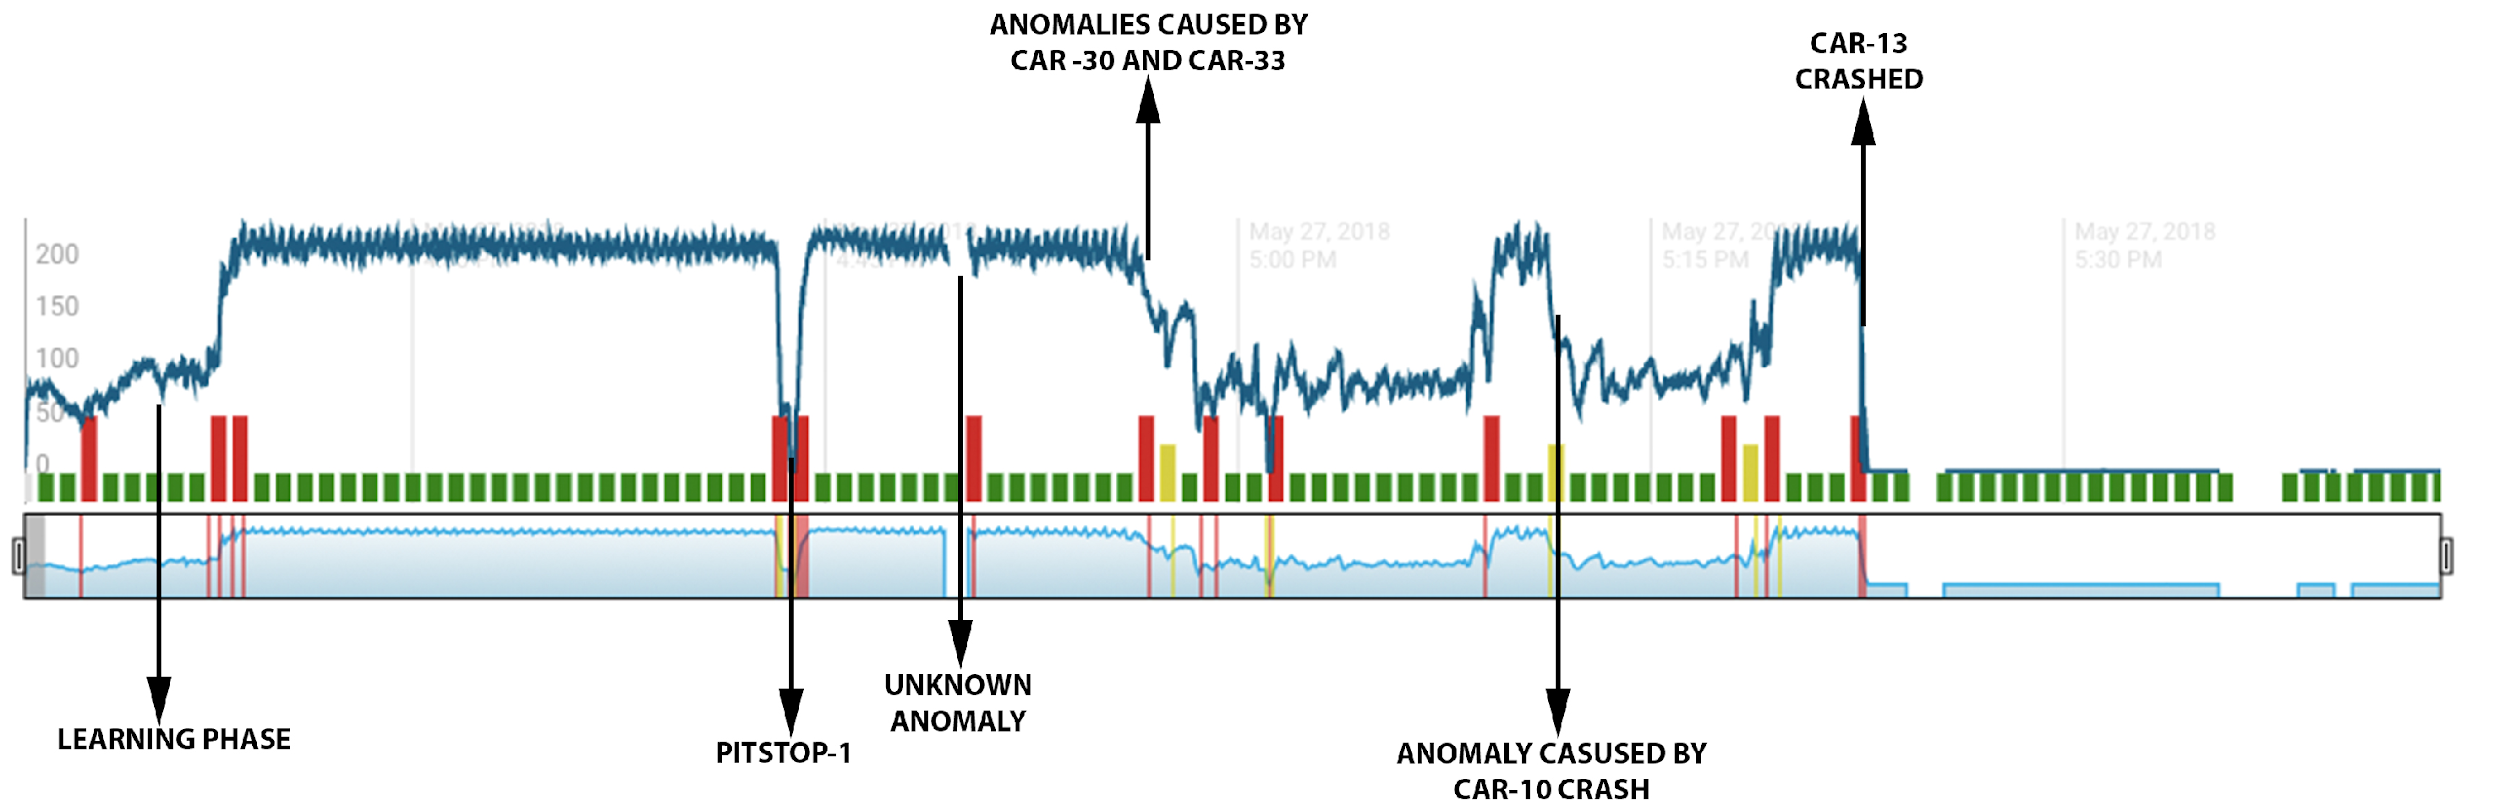 ANOMALIES CAUSED BY
CAR -30 AND CAR-33
CAR-13
CRASHED
200
150
100
50
0
May 27, 2018
5:00 PM
May 27, 2018
5:15 PM
May 27, 2018
5:30 PM
LEARNING PHASE
PITSTOP-1
UNKNOWN
ANOMALY
ANOMALY CASUSED BY
CAR-10 CRASH